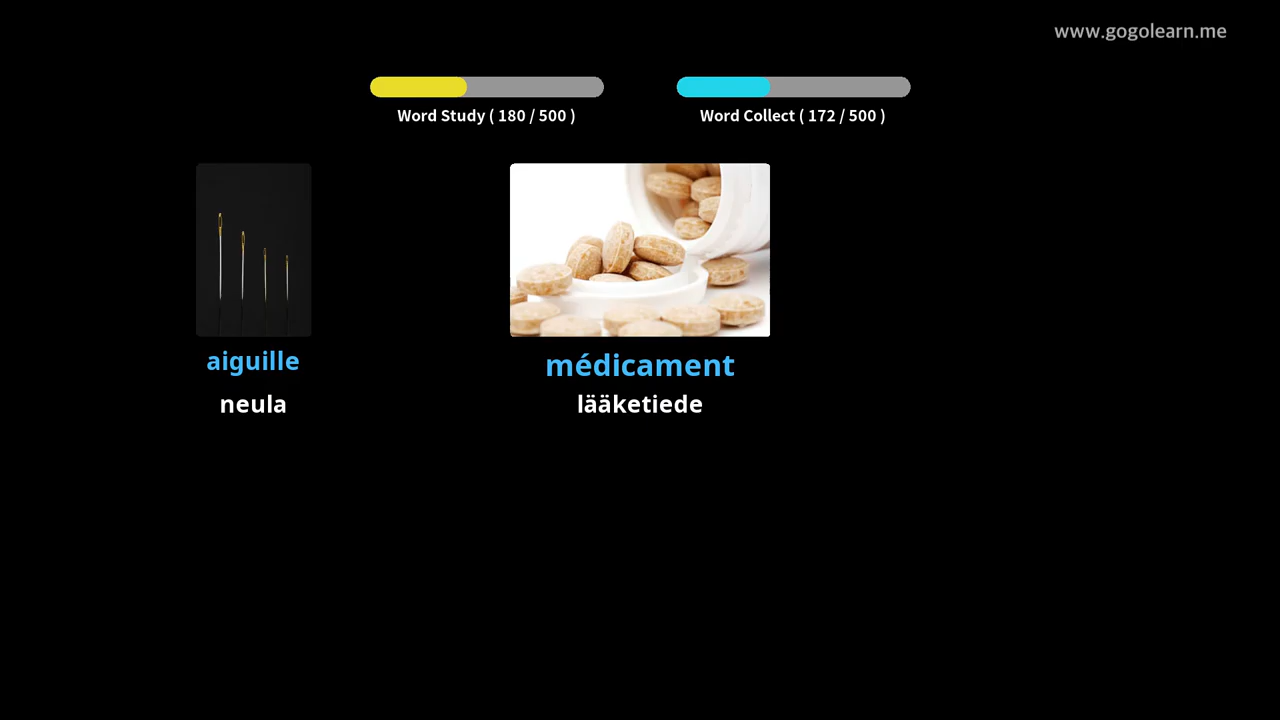 www.gogolearn.me
Word Study ( 180 / 500 )
Word Collect ( 172 / 500 )
aiguille
neula
médicament
lääketiede